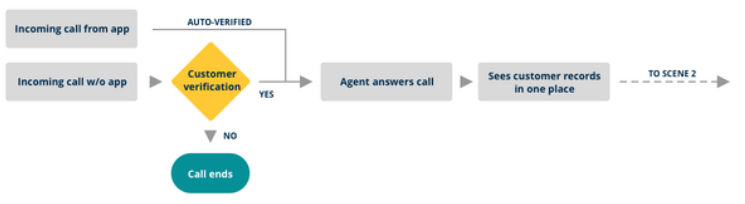 Incoming call from app
AUTO-VERIFIED
Incoming call w/o app
Customer
verification
YES
Agent answers call
Sees customer records
in one place
TO SCENE 2
NO
Call ends